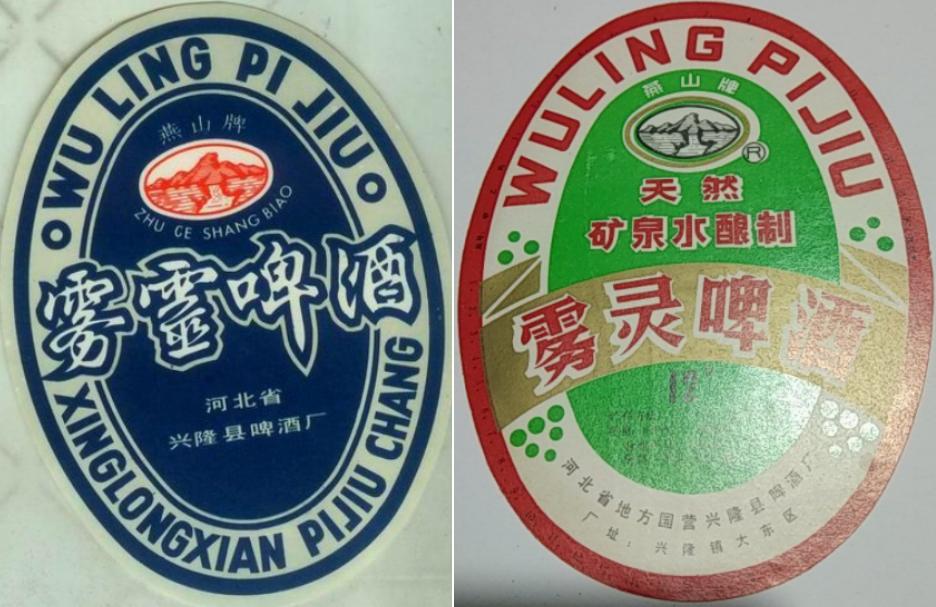 WU LING PI JIU
燕山牌
ZHU CE SHANG BIAO
雾靈啤酒
河北省
兴隆县啤酒厂
XINGLONGXIAN PIJIU CHANG
WULING PIJIU
燕山牌
R
天然
矿泉水酿制
雾灵啤酒
12°
河北省地方国营兴隆县啤酒厂
厂址：兴隆镇大东区